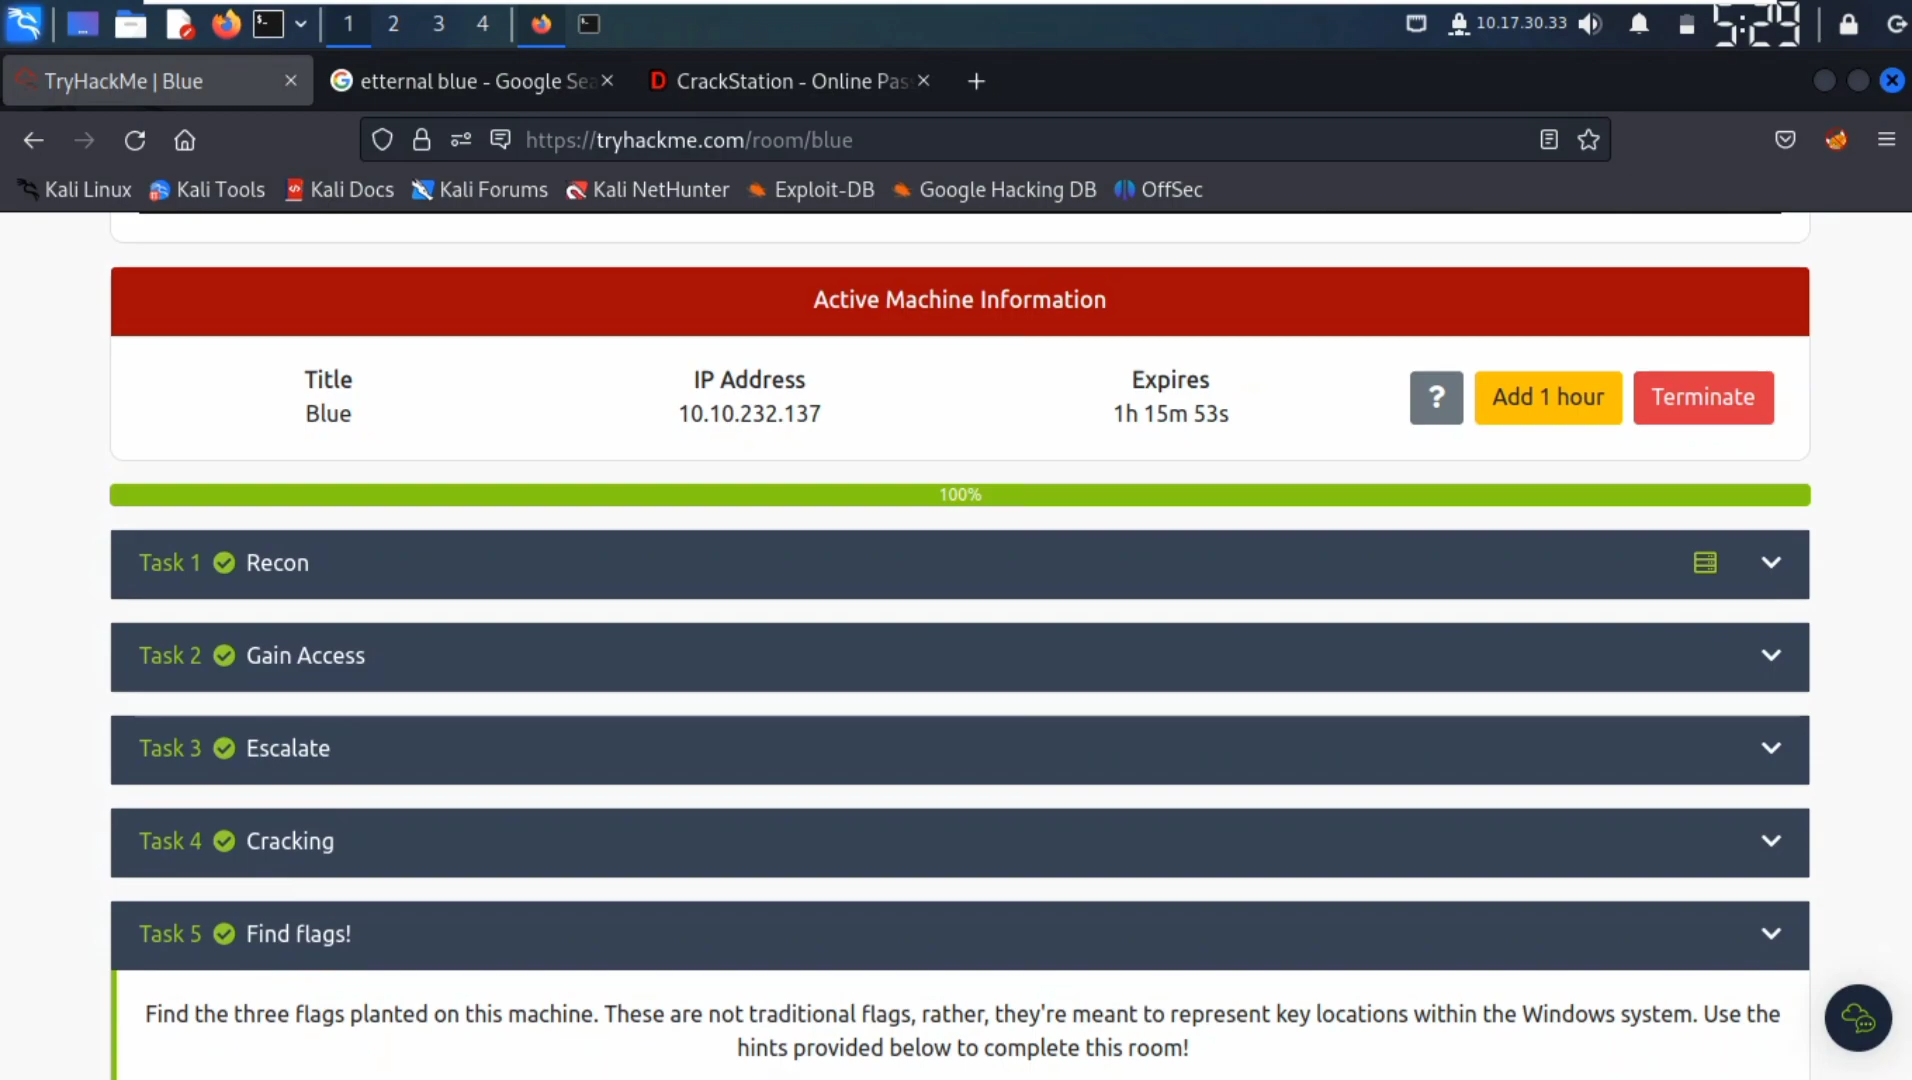 1 2 3 4 10.17.30.33 5:29
TryHackMe | Blue
etternal blue - Google Sea
CrackStation - Online Pas
https://tryhackme.com/room/blue
Kali Linux Kali Tools Kali Docs Kali Forums Kali NetHunter Exploit-DB Google Hacking DB OffSec
Active Machine Information
Title IP Address Expires
Blue 10.10.232.137 1h 15m 53s
? Add 1 hour Terminate
100%
Task 1 Recon
Task 2 Gain Access
Task 3 Escalate
Task 4 Cracking
Task 5 Find flags!
Find the three flags planted on this machine. These are not traditional flags, rather, they're meant to represent key locations within the Windows system. Use the
hints provided below to complete this room!